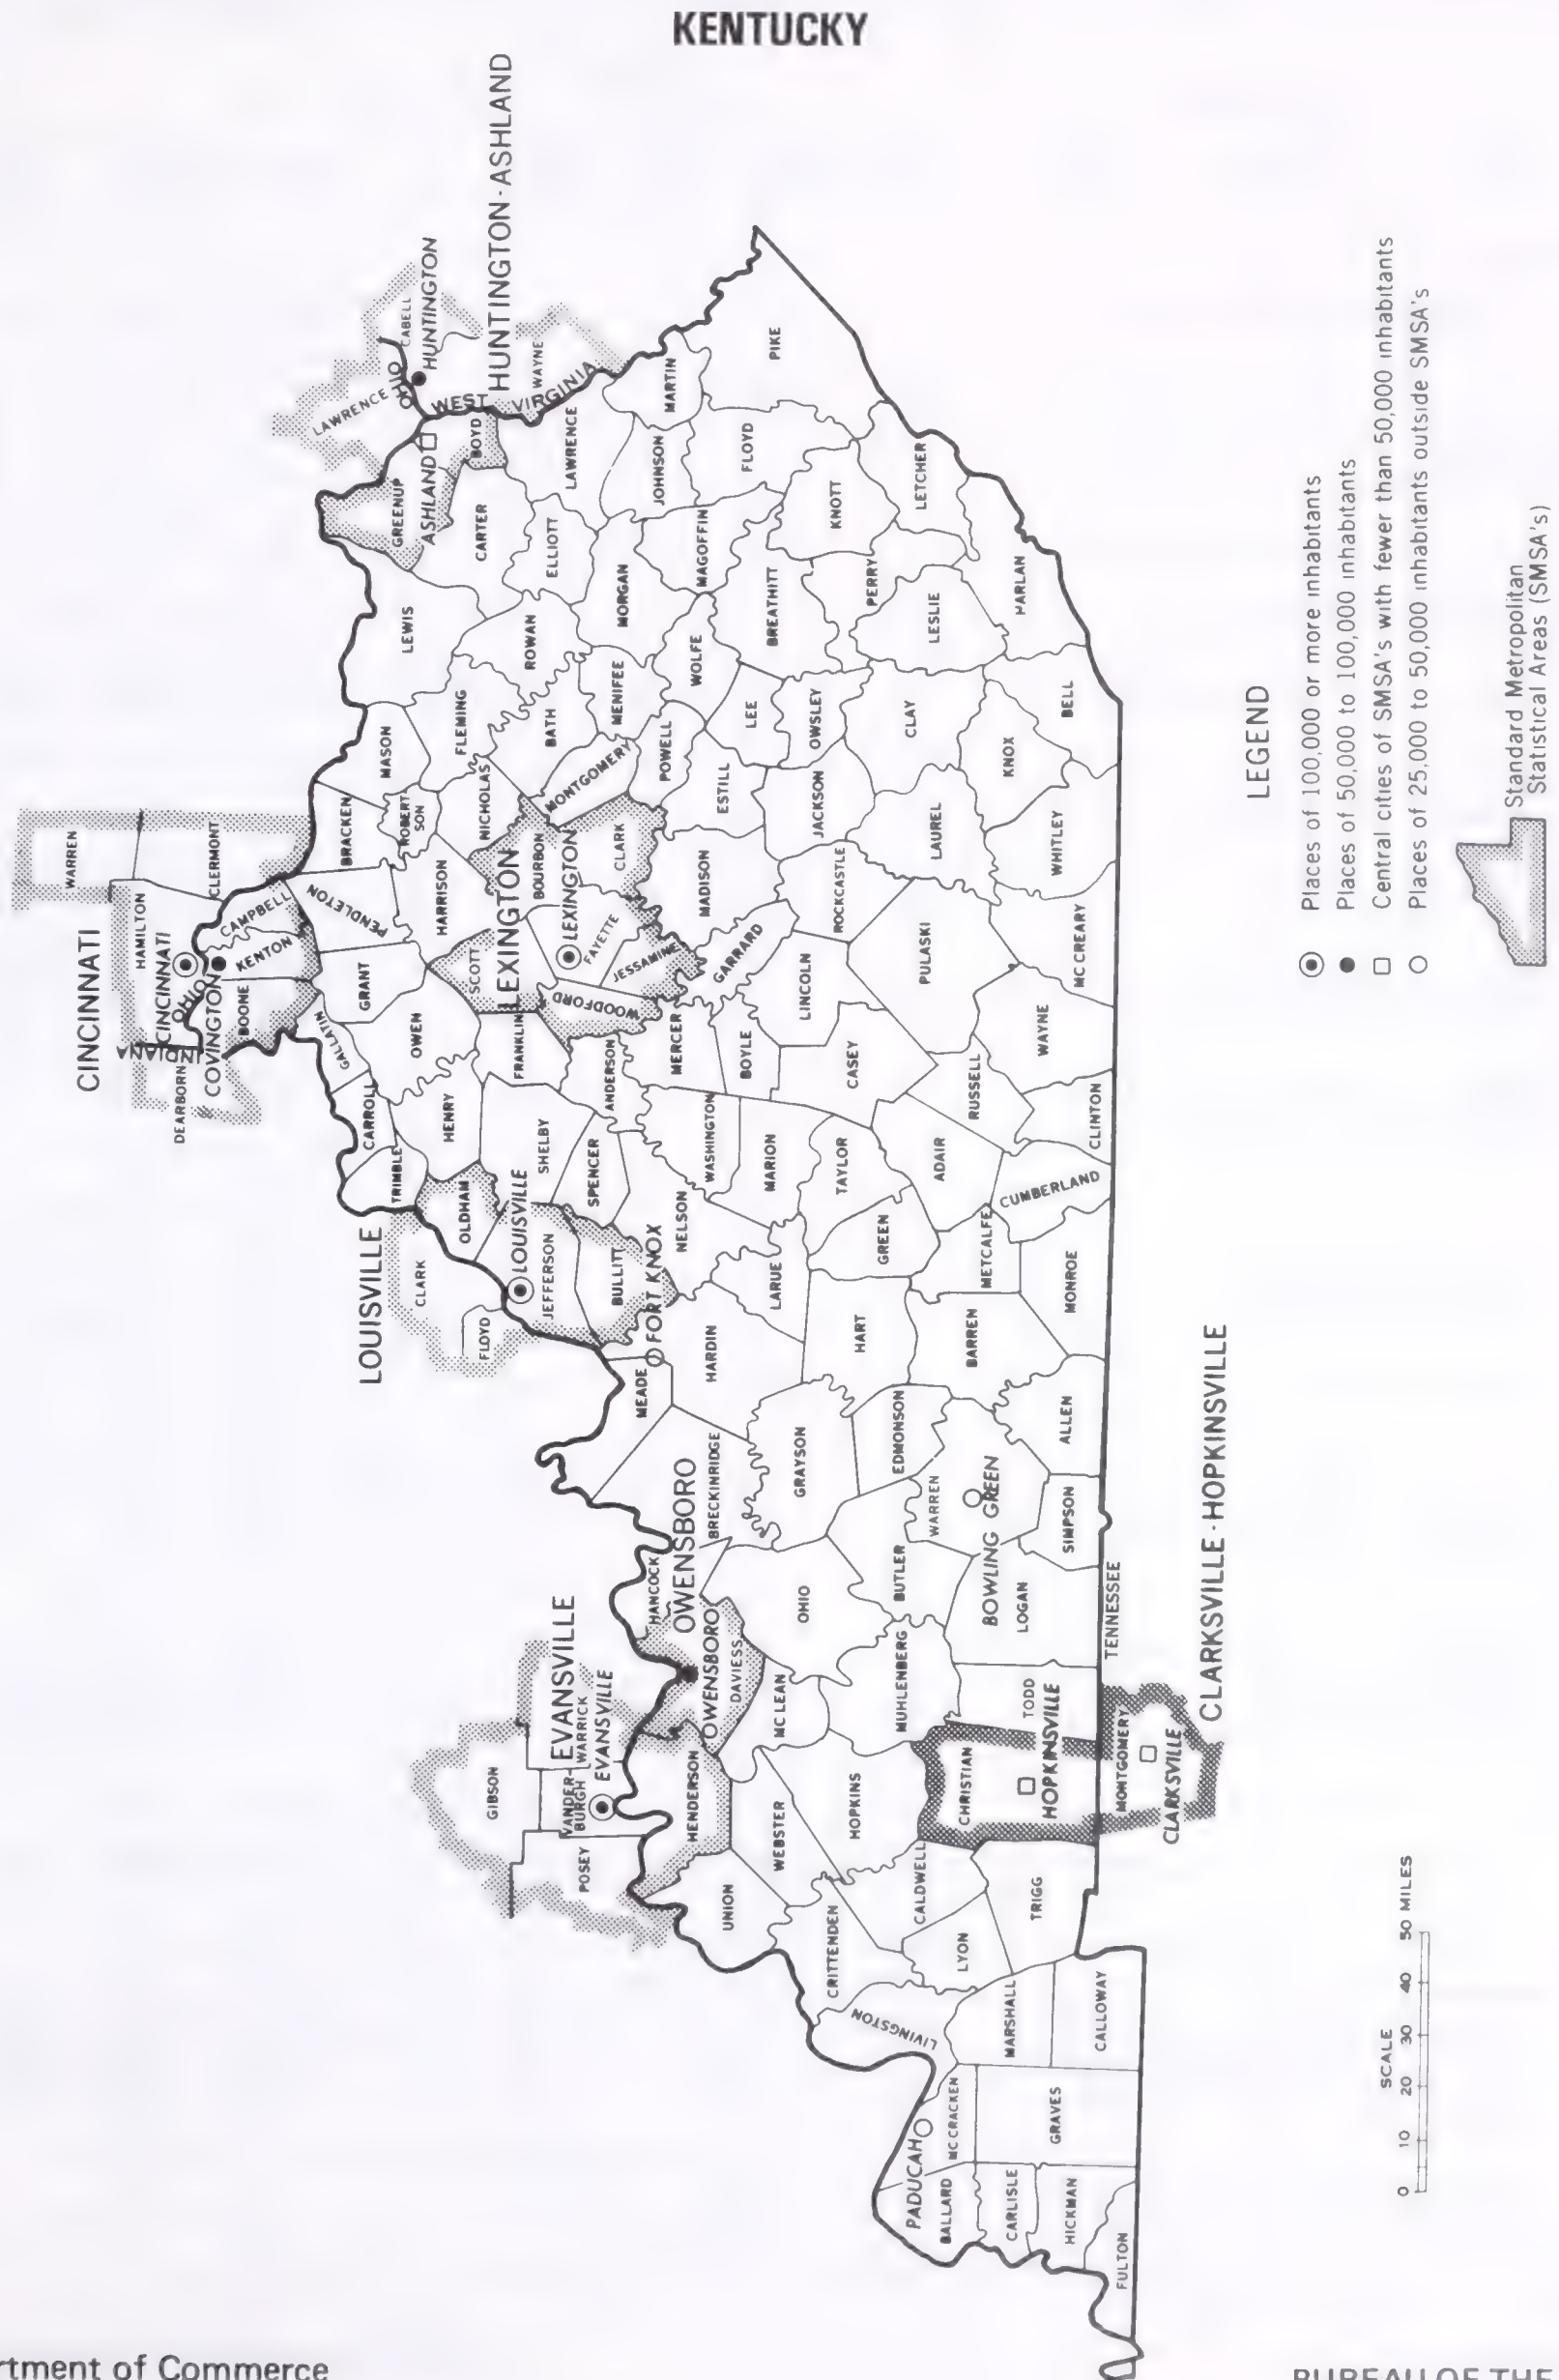 KENTUCKY
CINCINNATI
WARREN
HAMILTON
CLERMONT
CINCINNATI
OHIO
INDIANA
DEARBORN
COVINGTON
CAMPBELL
KENTON
BOONE
HUNTINGTON-ASHLAND
LAWRENCE
OHIO
CABELL
HUNTINGTON
WEST VIRGINIA
WAYNE
GREENUP
ASHLAND
BOYD
LOUISVILLE
CLARK
FLOYD
LOUISVILLE
JEFFERSON
OLDHAM
BULLITT
FORT KNOX
GALLATIN
CARROLL
TRIMBLE
HENRY
OWEN
GRANT
PENDLETON
BRACKEN
ROBERT
SON
MASON
LEWIS
FLEMING
NICHOLAS
HARRISON
SCOTT
LEXINGTON
BOURBON
LEXINGTON
FAYETTE
CLARK
JESSAMINE
WOODFORD
FRANKLIN
SHELBY
SPENCER
ANDERSON
MERCER
WASHINGTON
NELSON
CARTER
ELLIOTT
LAWRENCE
ROWAN
BATH
MENIFEE
MONTGOMERY
POWELL
MORGAN
JOHNSON
MARTIN
MAGOFFIN
FLOYD
PIKE
WOLFE
LEE
ESTILL
MADISON
GARRARD
BOYLE
MARION
LARUE
HARDIN
MEADE
BRECKINRIDGE
BREATHITT
KNOTT
PERRY
LETCHER
LESLIE
HARLAN
OWSLEY
JACKSON
CLAY
ROCKCASTLE
LINCOLN
CASEY
TAYLOR
GREEN
HART
GRAYSON
EDMONSON
LAUREL
PULASKI
KNOX
BELL
WHITLEY
MC CREARY
WAYNE
RUSSELL
ADAIR
CLINTON
CUMBERLAND
METCALFE
MONROE
BARREN
ALLEN
WARREN
BOWLING GREEN
SIMPSON
LOGAN
BUTLER
OHIO
HANCOCK
OWENSBORO
OWENSBORO
DAVIESS
MC LEAN
MUHLENBERG
TODD
TENNESSEE
EVANSVILLE
GIBSON
WARRICK
VANDER-
BURGH
EVANSVILLE
POSEY
HENDERSON
WEBSTER
HOPKINS
UNION
CHRISTIAN
HOPKINSVILLE
MONTGOMERY
CLARKSVILLE
CLARKSVILLE-HOPKINSVILLE
CRITTENDEN
CALDWELL
LYON
TRIGG
LIVINGSTON
MARSHALL
CALLOWAY
PADUCAH
MC CRACKEN
GRAVES
BALLARD
CARLISLE
HICKMAN
FULTON
LEGEND
Places of 100,000 or more inhabitants
Places of 50,000 to 100,000 inhabitants
Central cities of SMSA's with fewer than 50,000 inhabitants
Places of 25,000 to 50,000 inhabitants outside SMSA's
Standard Metropolitan
Statistical Areas (SMSA's)
SCALE
0 10 20 30 40 50 MILES
rtment of Commerce
BUREAU OF THE